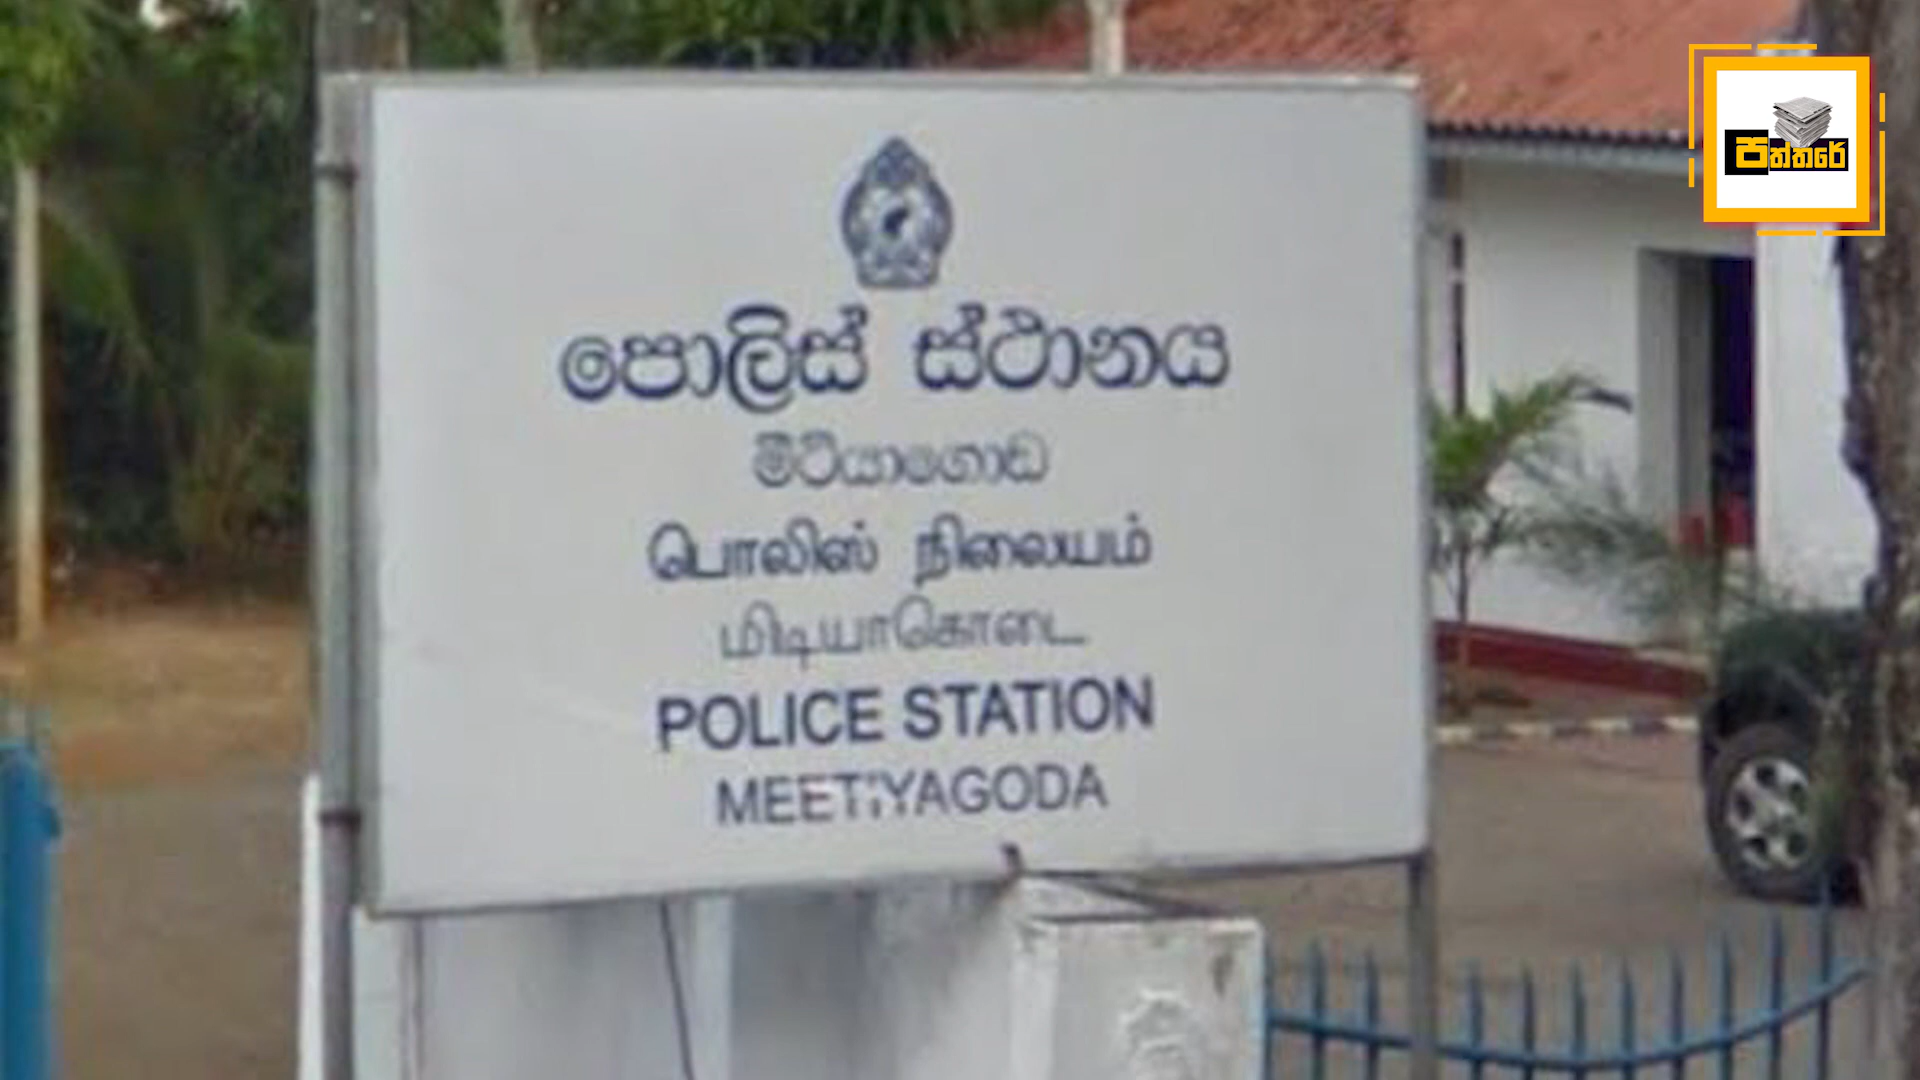 පත්තරේ
පොලිස් ස්ථානය
මීටියාගොඩ
பொலிஸ் நிலையம்
மிடியாகொடை
POLICE STATION
MEETIYAGODA